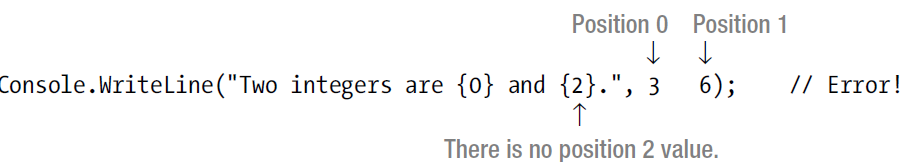 Position 0 Position 1
Console.WriteLine("Two integers are {0} and {2}.", 3 6); // Error!
There is no position 2 value.